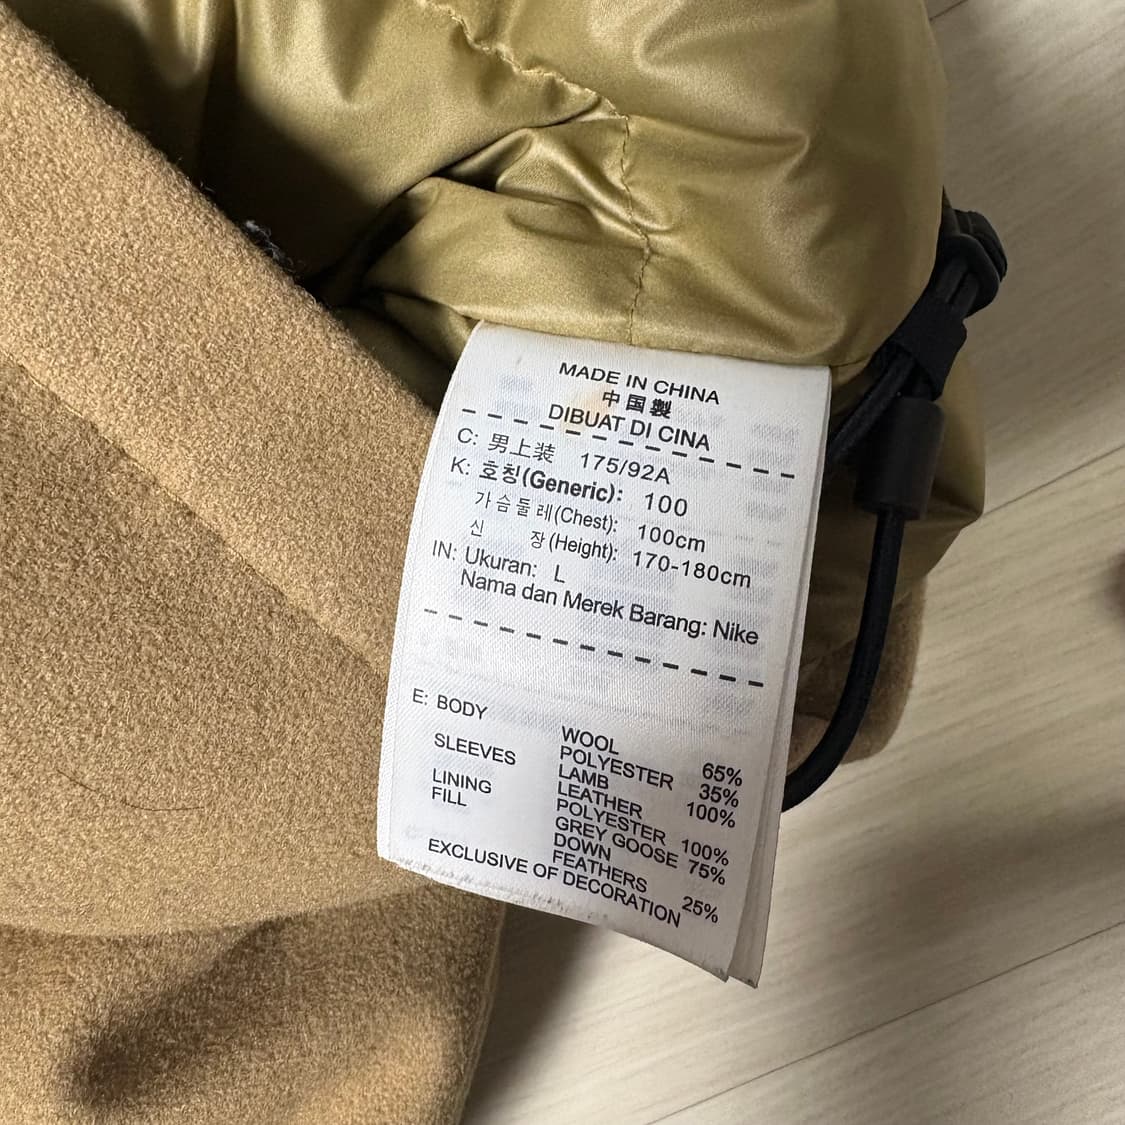 MADE IN CHINA
中国製
DIBUAT DI CINA
C: 男上装 175/92A
K: 호칭(Generic): 100
가슴둘레(Chest): 100cm
신 장(Height): 170-180cm
IN: Ukuran: L
Nama dan Merek Barang: Nike
E: BODY WOOL 65%
POLYESTER 35%
SLEEVES LAMB LEATHER 100%
LINING POLYESTER 100%
FILL GREY GOOSE DOWN 75%
FEATHERS 25%
EXCLUSIVE OF DECORATION